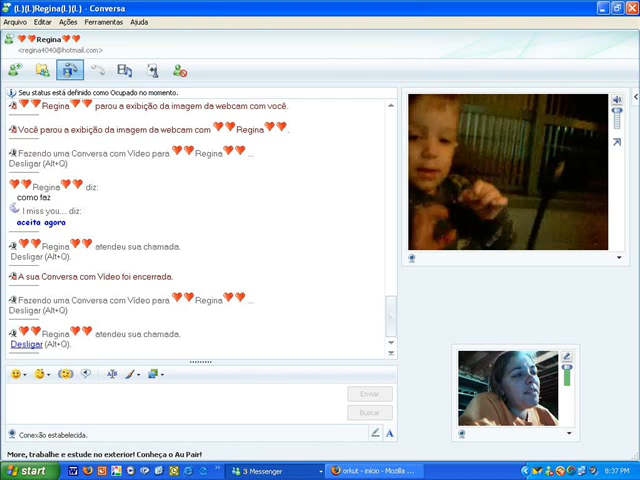 (L)(L)Regina(L)(L) - Conversa
Arquivo Editar Ações Ferramentas Ajuda
Regina
<regina4040@hotmail.com>
Seu status está definido como Ocupado no momento.
Regina parou a exibição da imagem da webcam com você.
Você parou a exibição da imagem da webcam com Regina.
Fazendo uma Conversa com Vídeo para Regina ...
Desligar (Alt+Q)
Regina diz:
como faz
I miss you.... diz:
aceita agora
Regina atendeu sua chamada.
Desligar (Alt+Q).
A sua Conversa com Vídeo foi encerrada.
Fazendo uma Conversa com Vídeo para Regina ...
Desligar (Alt+Q)
Regina atendeu sua chamada.
Desligar (Alt+Q).
Enviar
Buscar
Conexão estabelecida.
More, trabalhe e estude no exterior! Conheça o Au Pair!
start 3 Messenger orkut - início - Mozilla ... 8:37 PM